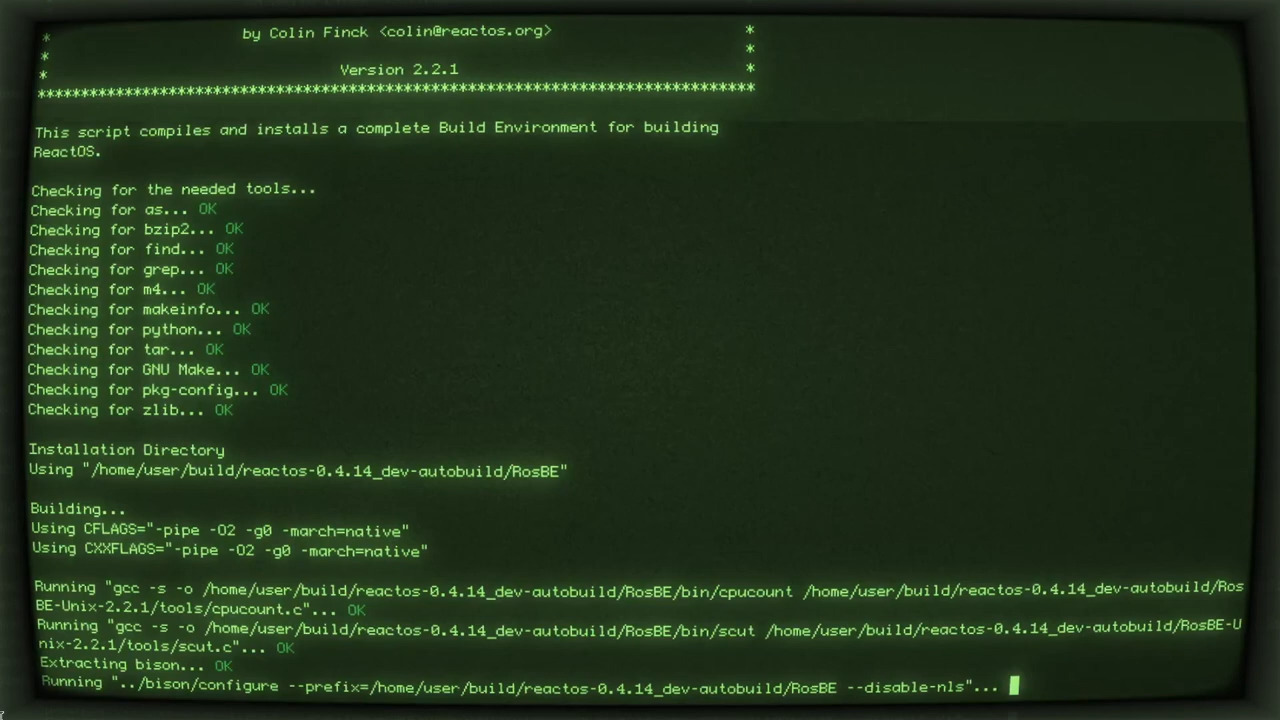 * by Colin Finck <colin@reactos.org> *
* *
* Version 2.2.1 *
*******************************************************************************
This script compiles and installs a complete Build Environment for building
ReactOS.
Checking for the needed tools...
Checking for as... OK
Checking for bzip2... OK
Checking for find... OK
Checking for grep... OK
Checking for m4... OK
Checking for makeinfo... OK
Checking for python... OK
Checking for tar... OK
Checking for GNU Make... OK
Checking for pkg-config... OK
Checking for zlib... OK
Installation Directory
Using "/home/user/build/reactos-0.4.14_dev-autobuild/RosBE"
Building...
Using CFLAGS="-pipe -O2 -g0 -march=native"
Using CXXFLAGS="-pipe -O2 -g0 -march=native"
Running "gcc -s -o /home/user/build/reactos-0.4.14_dev-autobuild/RosBE/bin/cpucount /home/user/build/reactos-0.4.14_dev-autobuild/Ros
BE-Unix-2.2.1/tools/cpucount.c"... OK
Running "gcc -s -o /home/user/build/reactos-0.4.14_dev-autobuild/RosBE/bin/scut /home/user/build/reactos-0.4.14_dev-autobuild/RosBE-U
nix-2.2.1/tools/scut.c"... OK
Extracting bison... OK
Running "../bison/configure --prefix=/home/user/build/reactos-0.4.14_dev-autobuild/RosBE --disable-nls"...